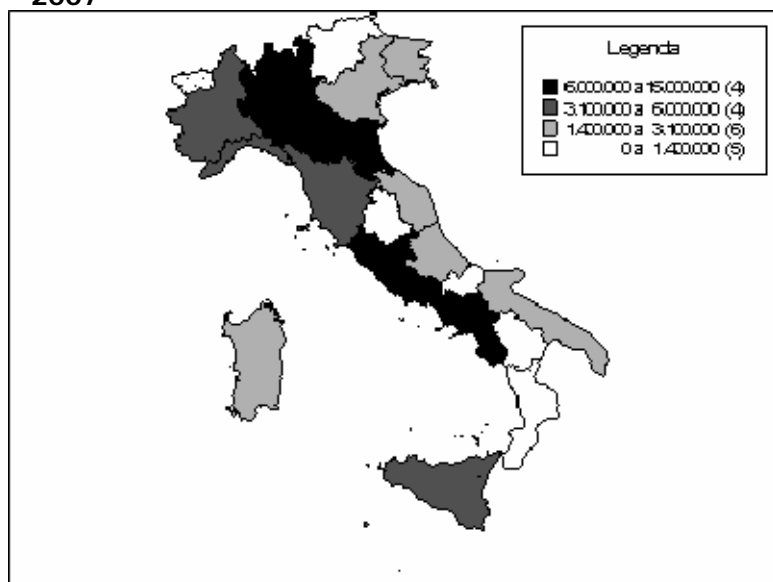 2007
Legenda
6.000.000 a 15.000.000 (4)
3.100.000 a 6.000.000 (4)
1.400.000 a 3.100.000 (6)
0 a 1.400.000 (5)